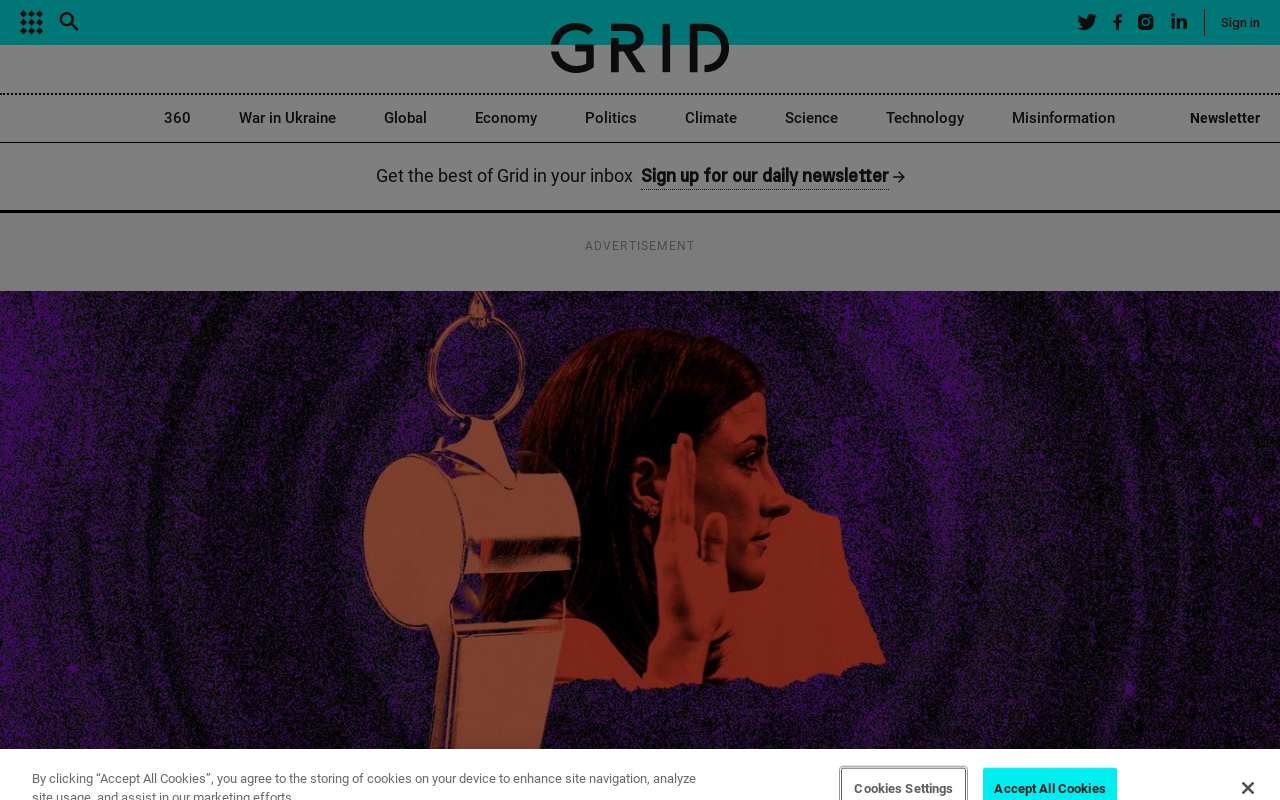 Sign in
GRID
360 War in Ukraine Global Economy Politics Climate Science Technology Misinformation Newsletter
Get the best of Grid in your inbox Sign up for our daily newsletter
ADVERTISEMENT
By clicking “Accept All Cookies”, you agree to the storing of cookies on your device to enhance site navigation, analyze
site usage, and assist in our marketing efforts.
Cookies Settings
Accept All Cookies